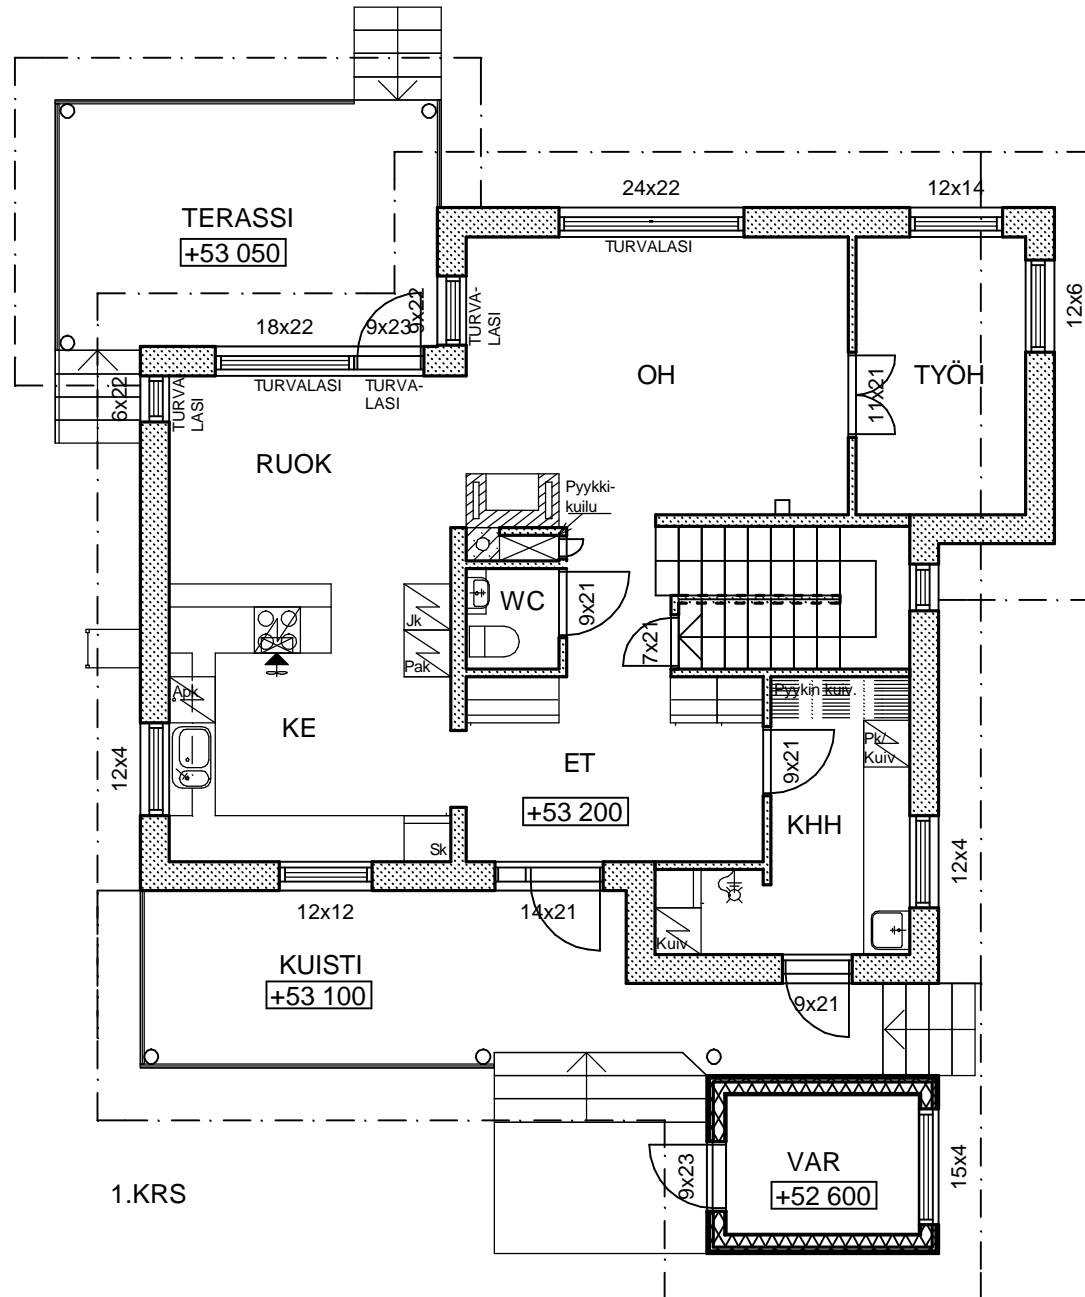 24x22
12x14
TERASSI
+53 050
TURVALASI
12x6
18x22
9x23
9x22
TURVA-
LASI
OH
TYÖH
11x21
6x22
TURVA-
LASI
TURVALASI
TURVA-
LASI
RUOK
Pyykki-
kuilu
WC
9x21
7x21
Jk
Pak
Apk
KE
12x4
ET
+53 200
Pyykin kuiv.
Pk/
Kuiv
9x21
KHH
12x4
Sk
12x12
14x21
Kuiv
KUISTI
+53 100
9x21
VAR
+52 600
9x23
15x4
1.KRS